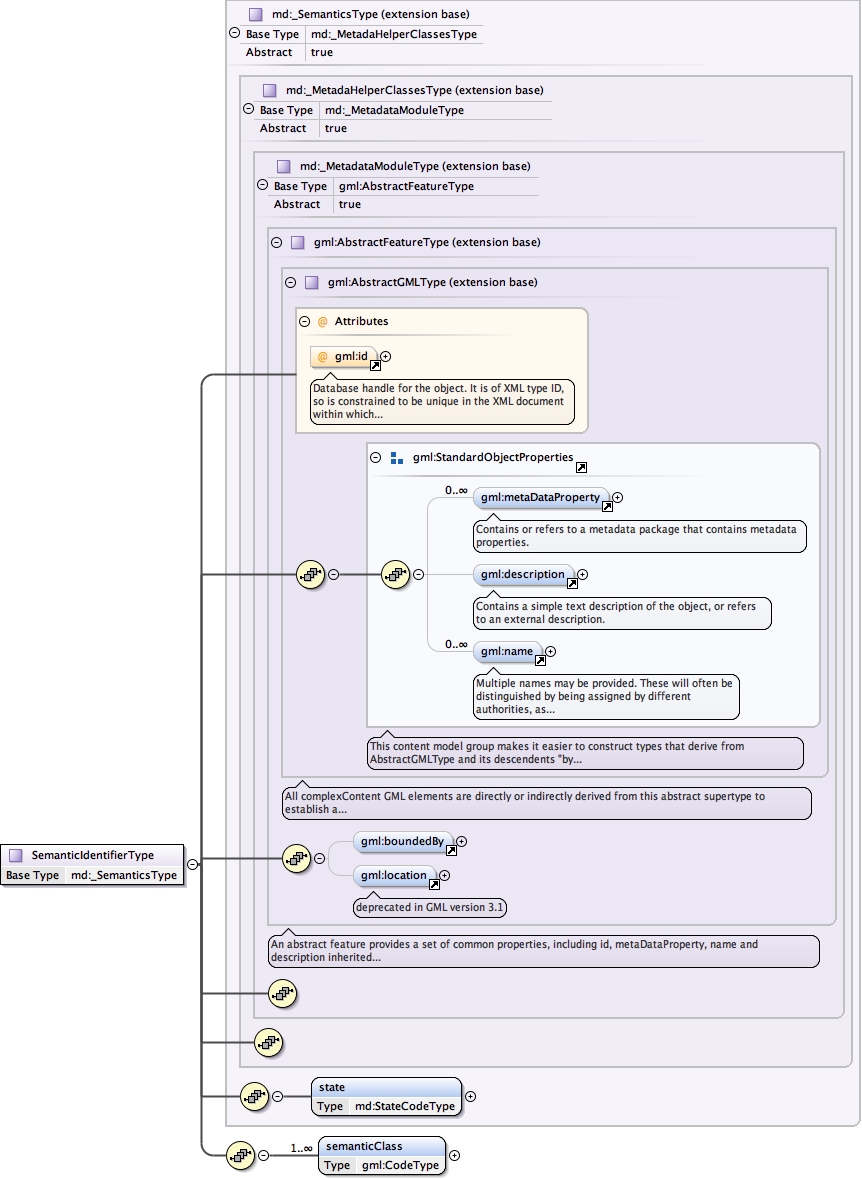 md:_SemanticsType (extension base)
Base Type md:_MetadaHelperClassesType
Abstract true
md:_MetadaHelperClassesType (extension base)
Base Type md:_MetadataModuleType
Abstract true
md:_MetadataModuleType (extension base)
Base Type gml:AbstractFeatureType
Abstract true
gml:AbstractFeatureType (extension base)
gml:AbstractGMLType (extension base)
@ Attributes
@ gml:id
Database handle for the object. It is of XML type ID,
so is constrained to be unique in the XML document
within which...
gml:StandardObjectProperties
0..∞
gml:metaDataProperty
Contains or refers to a metadata package that contains metadata
properties.
gml:description
Contains a simple text description of the object, or refers
to an external description.
0..∞
gml:name
Multiple names may be provided. These will often be
distinguished by being assigned by different
authorities, as...
This content model group makes it easier to construct types that derive from
AbstractGMLType and its descendents "by...
All complexContent GML elements are directly or indirectly derived from this abstract supertype to
establish a...
gml:boundedBy
SemanticIdentifierType
Base Type md:_SemanticsType
gml:location
deprecated in GML version 3.1
An abstract feature provides a set of common properties, including id, metaDataProperty, name and
description inherited...
state
Type md:StateCodeType
1..∞
semanticClass
Type gml:CodeType